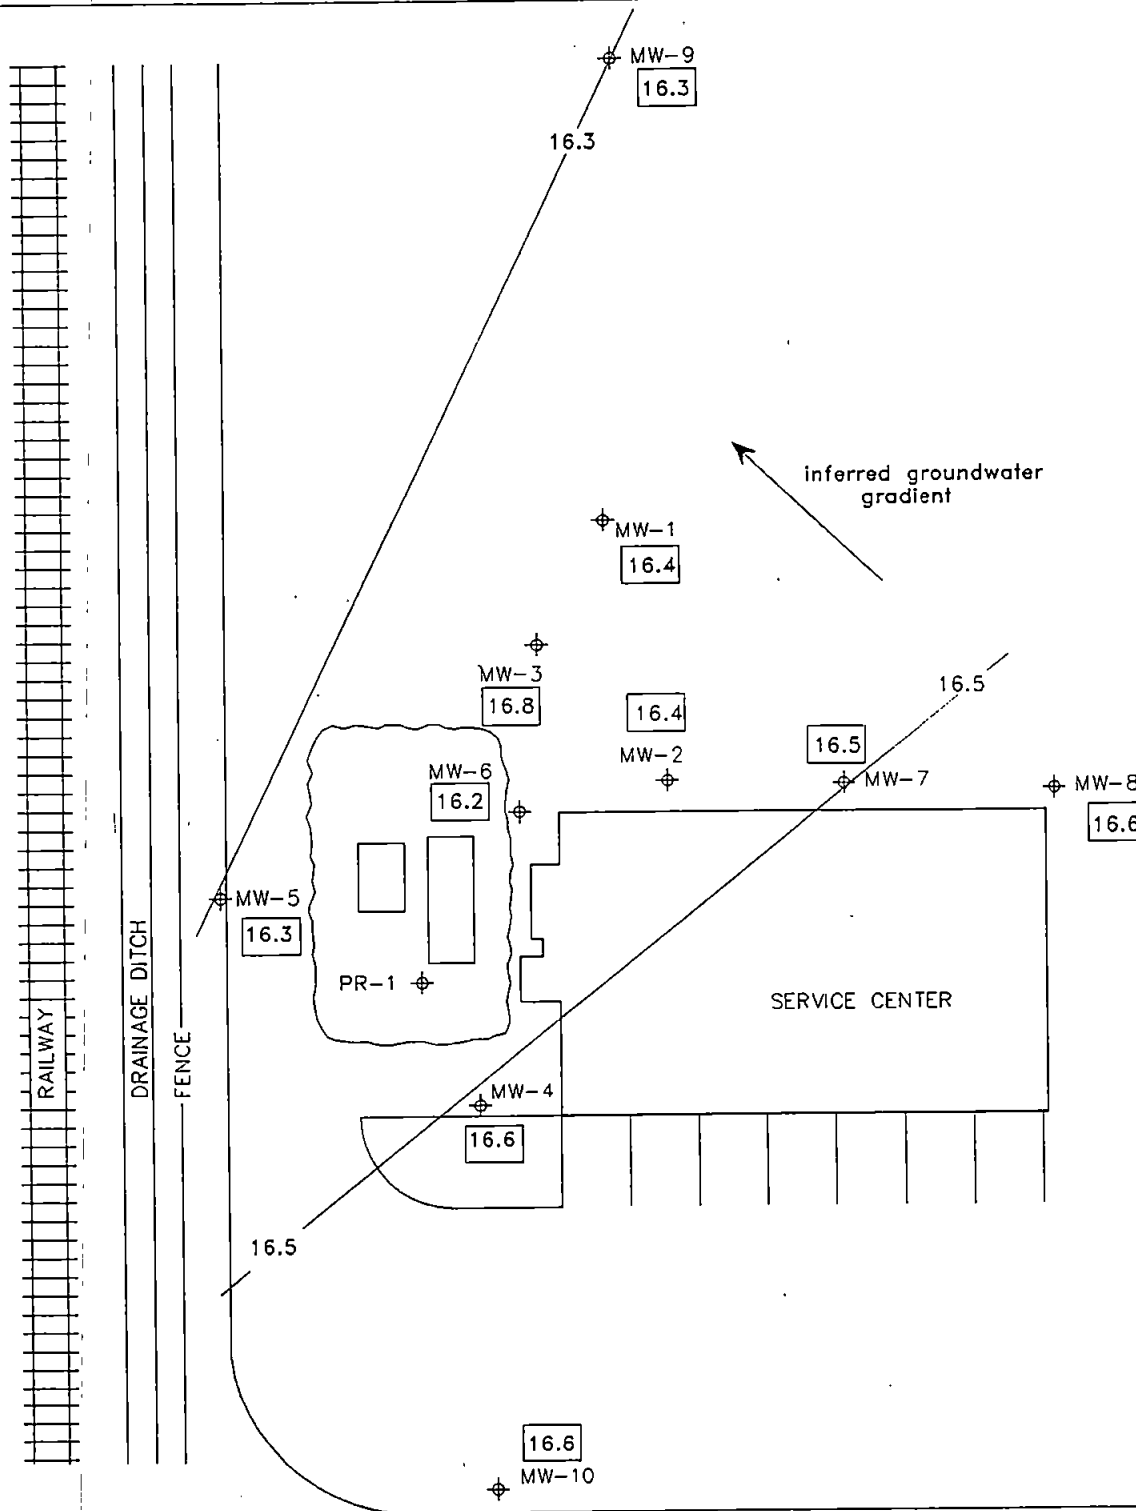 MW-9
16.3
16.3
inferred groundwater
gradient
MW-1
16.4
MW-3
16.8
16.4
MW-2
16.5
16.5
MW-7
MW-8
16.6
MW-6
16.2
MW-5
16.3
PR-1
SERVICE CENTER
RAILWAY
DRAINAGE DITCH
FENCE
MW-4
16.6
16.5
16.6
MW-10